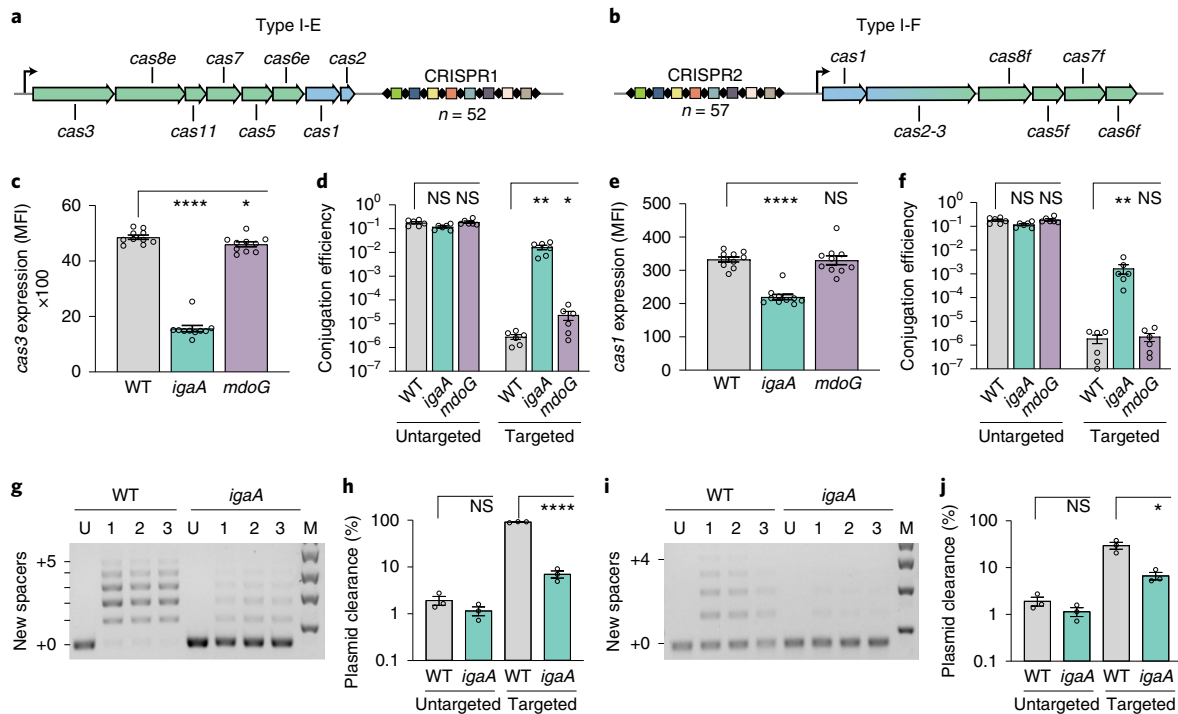 a
Type I-E
cas8e cas7 cas6e cas2
CRISPR1
n = 52
cas3 cas11 cas5 cas1
b
Type I-F
cas1 cas8f cas7f
CRISPR2
n = 57
cas2-3 cas5f cas6f
c
cas3 expression (MFI)
×100
60
40
20
0
**** *
WT igaA mdoG
d
Conjugation efficiency
10⁰
10⁻¹
10⁻²
10⁻³
10⁻⁴
10⁻⁵
10⁻⁶
10⁻⁷
NS NS ** *
WT igaA mdoG WT igaA mdoG
Untargeted Targeted
e
cas1 expression (MFI)
500
400
300
200
100
0
**** NS
WT igaA mdoG
f
Conjugation efficiency
10⁰
10⁻¹
10⁻²
10⁻³
10⁻⁴
10⁻⁵
10⁻⁶
10⁻⁷
NS NS ** NS
WT igaA mdoG WT igaA mdoG
Untargeted Targeted
g
WT igaA
U 1 2 3 U 1 2 3 M
New spacers
+5
+0
h
Plasmid clearance (%)
100
10
1
0.1
NS ****
WT igaA WT igaA
Untargeted Targeted
i
WT igaA
U 1 2 3 U 1 2 3 M
New spacers
+4
+0
j
Plasmid clearance (%)
100
10
1
0.1
NS *
WT igaA WT igaA
Untargeted Targeted